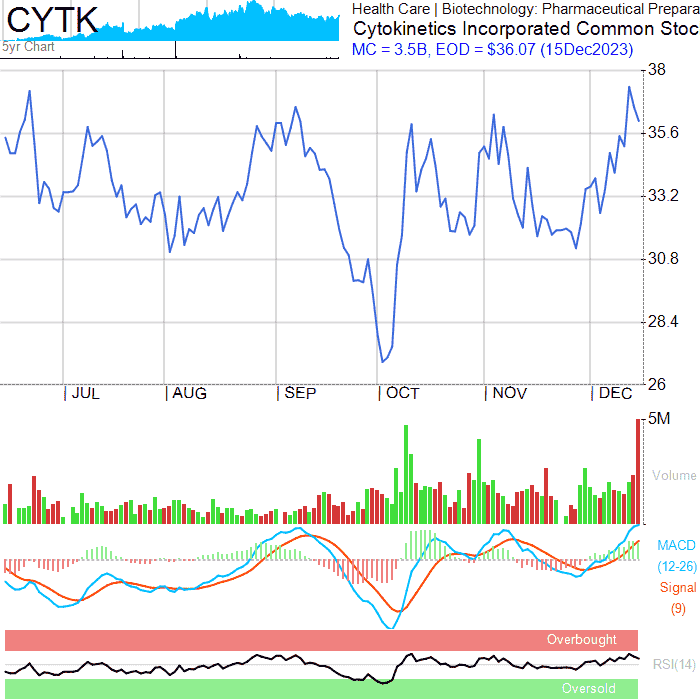 CYTK
5yr Chart
Health Care | Biotechnology: Pharmaceutical Prepara
Cytokinetics Incorporated Common Stoc
MC = 3.5B, EOD = $36.07 (15Dec2023)
38
35.6
33.2
30.8
28.4
26
JUL AUG SEP OCT NOV DEC
5M
Volume
MACD
(12-26)
Signal
(9)
Overbought
RSI(14)
Oversold